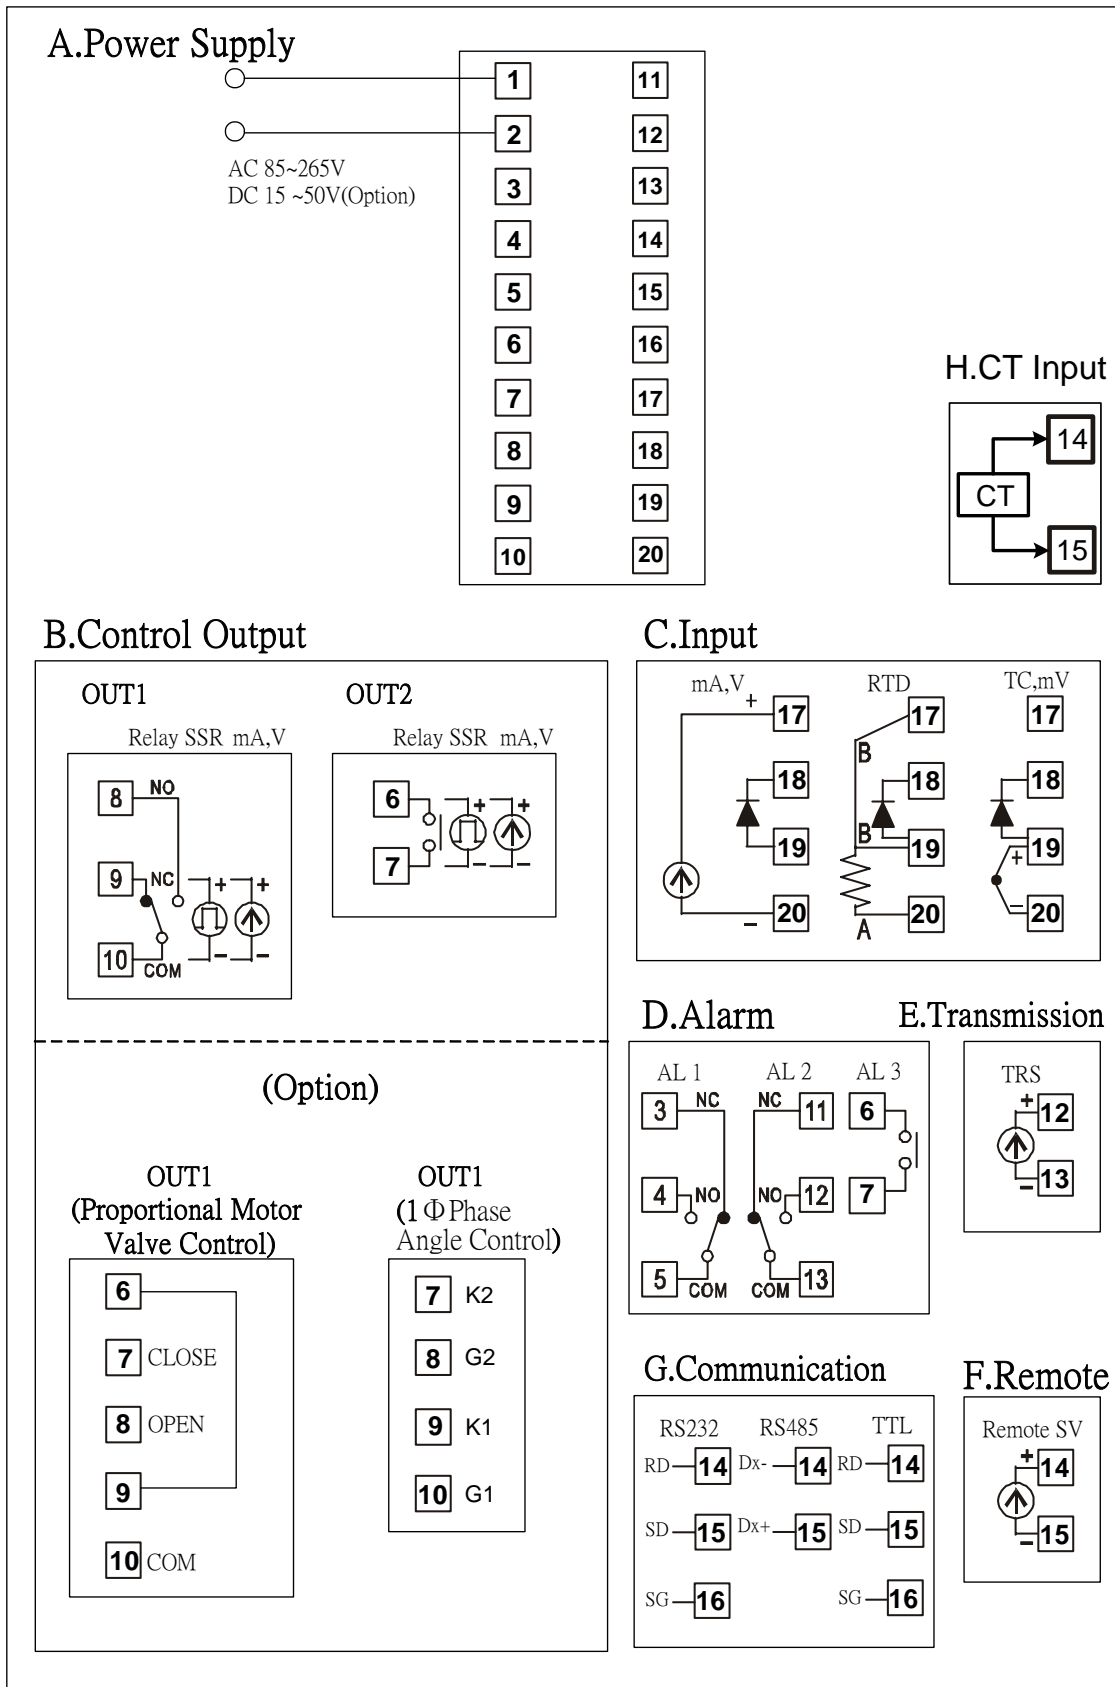 A.Power Supply
AC 85~265V
DC 15 ~50V(Option)
1 11
2 12
3 13
4 14
5 15
6 16
7 17
8 18
9 19
10 20
H.CT Input
14
CT
15
B.Control Output
OUT1
Relay SSR mA,V
8 NO
9 NC + +
10 COM - -
OUT2
Relay SSR mA,V
6 + +
7 - -
(Option)
OUT1
(Proportional Motor
Valve Control)
6
7 CLOSE
8 OPEN
9
10 COM
OUT1
(1ΦPhase
Angle Control)
7 K2
8 G2
9 K1
10 G1
C.Input
mA,V
+ 17
18
19
- 20
RTD
17
B
18
B
19
20
A
TC,mV
17
18
19
+
-
20
D.Alarm
AL 1
3 NC
4 NO
5 COM
AL 2
NC 11
NO 12
COM 13
AL 3
6
7
E.Transmission
TRS
+ 12
- 13
G.Communication
RS232 RS485 TTL
RD 14 Dx- 14 RD 14
SD 15 Dx+ 15 SD 15
SG 16 SG 16
F.Remote
Remote SV
+ 14
- 15